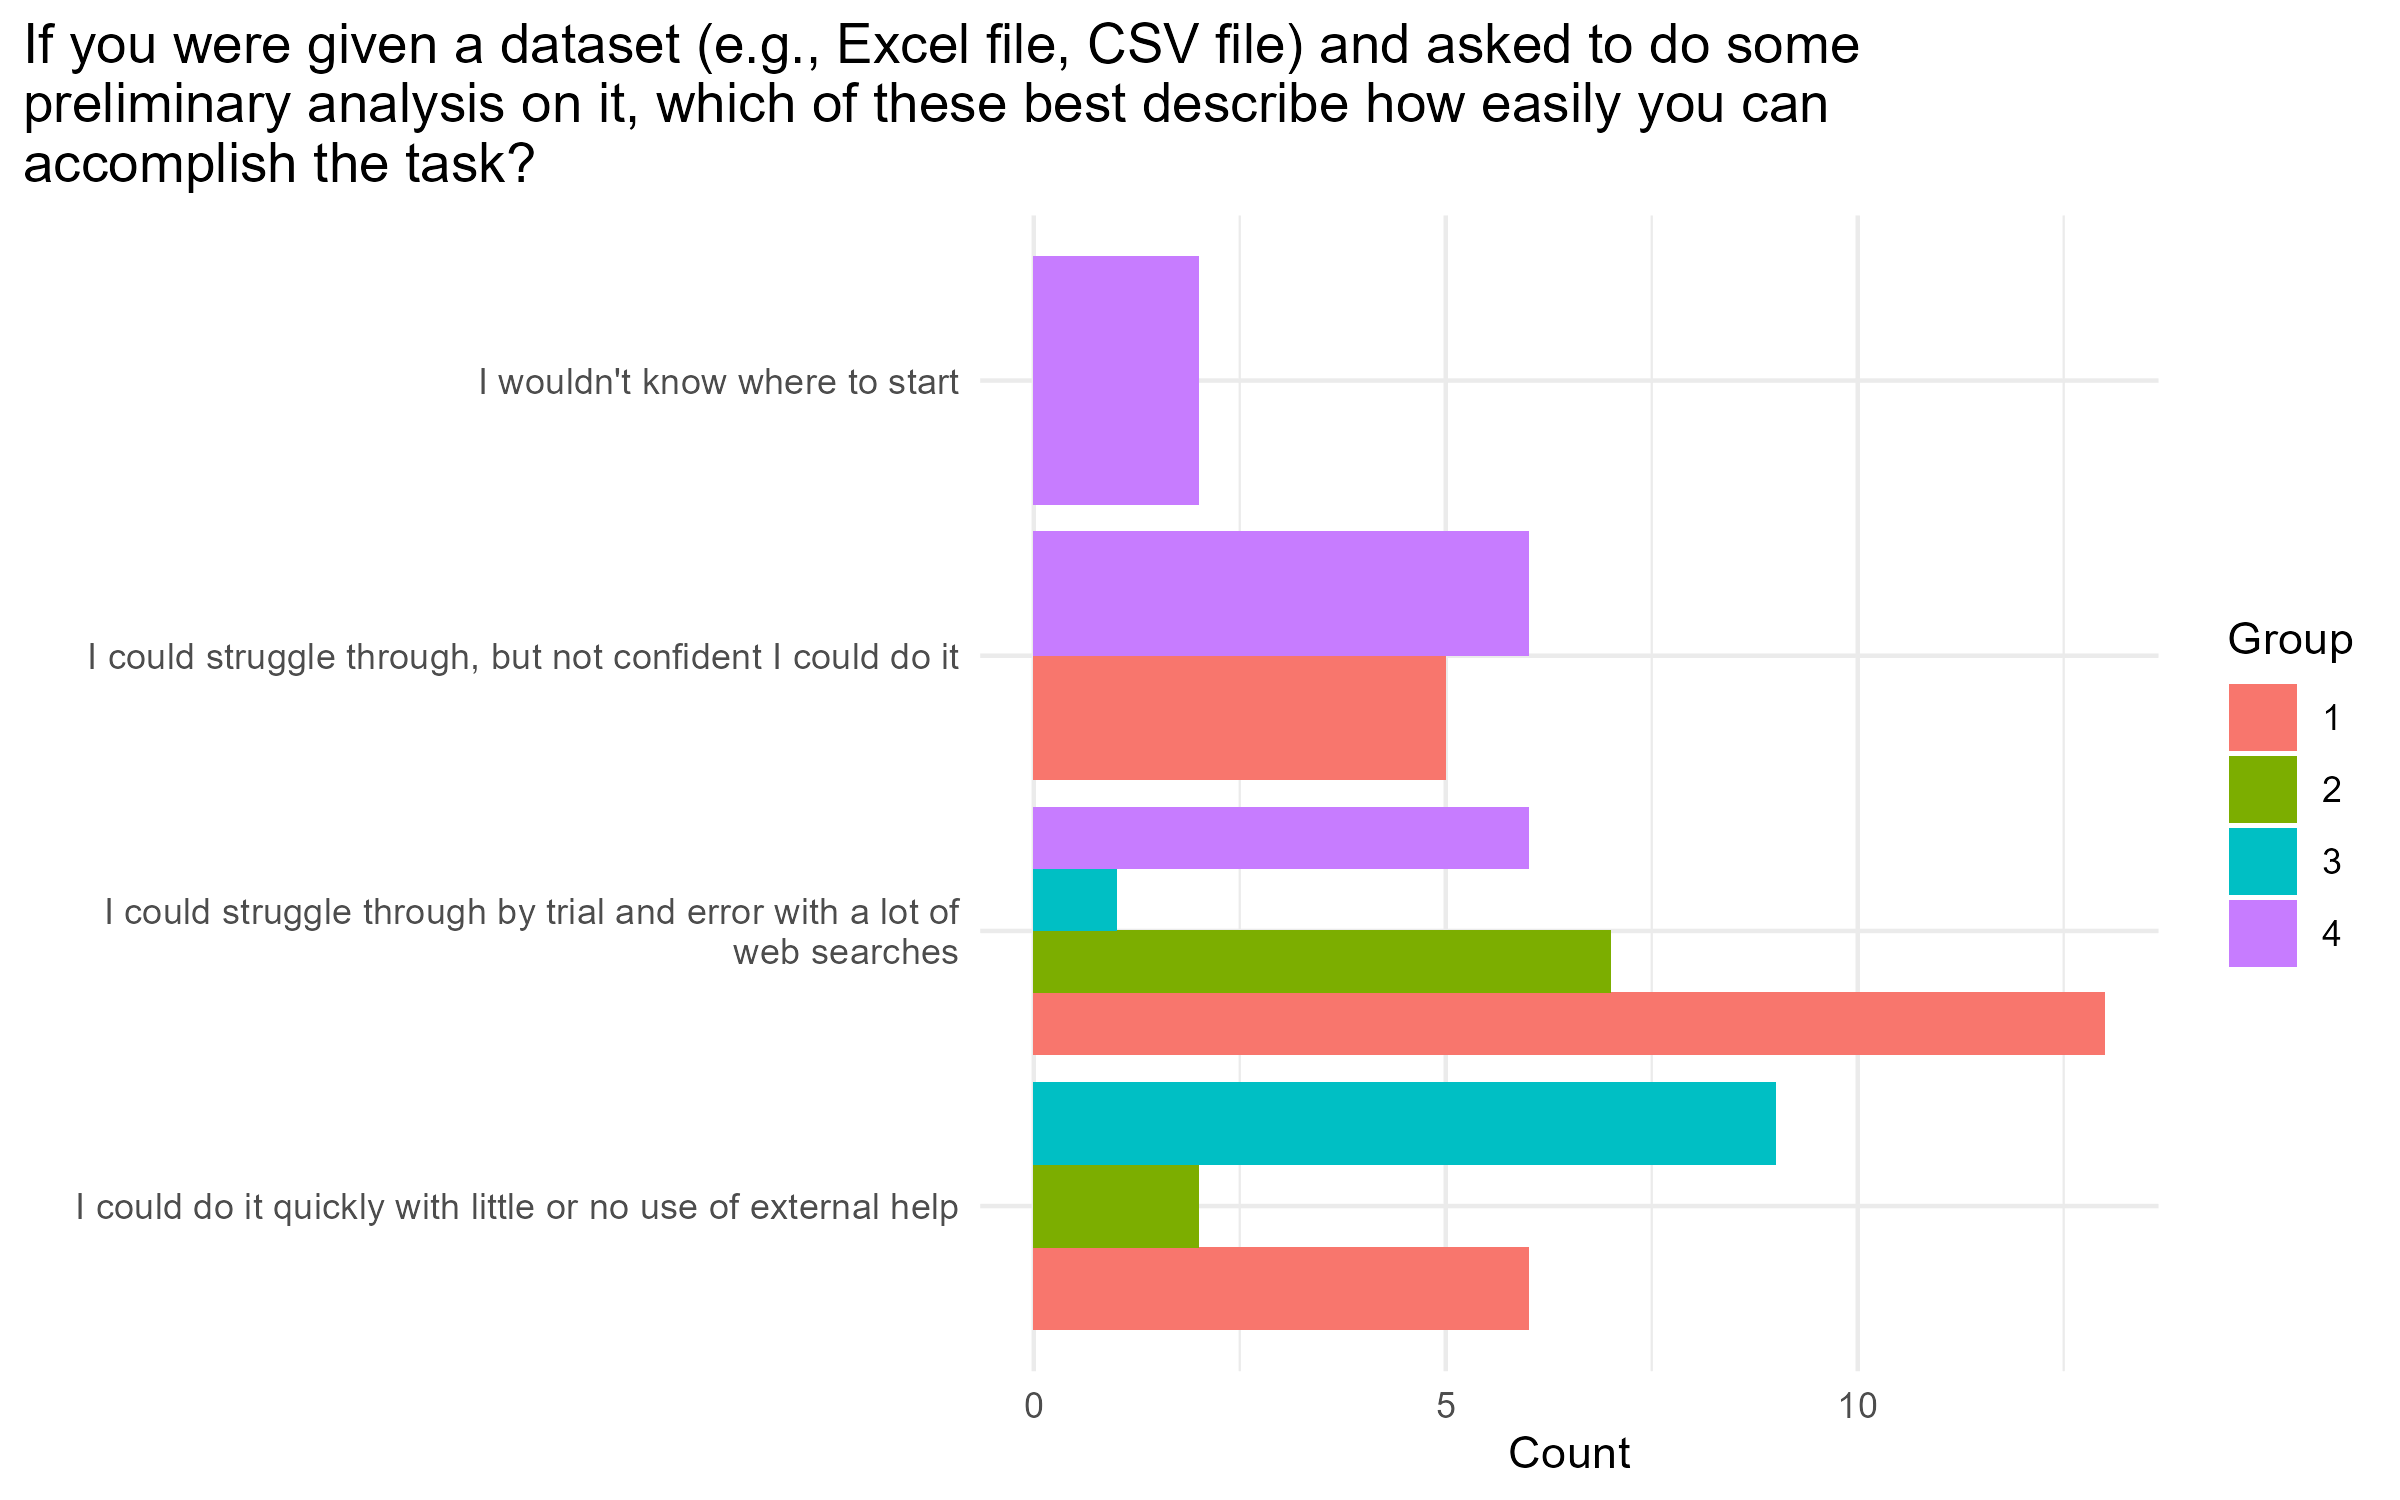 If you were given a dataset (e.g., Excel file, CSV file) and asked to do some
preliminary analysis on it, which of these best describe how easily you can
accomplish the task?
I wouldn't know where to start
I could struggle through, but not confident I could do it
I could struggle through by trial and error with a lot of
web searches
I could do it quickly with little or no use of external help
0
5
10
Count
Group
1
2
3
4